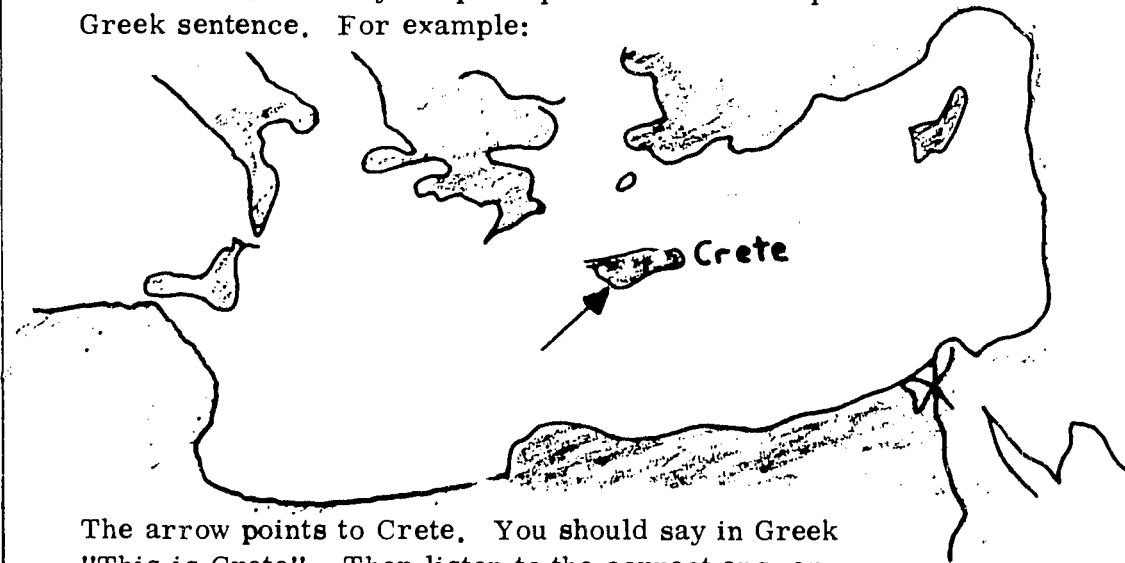 Greek sentence. For example:
Crete
The arrow points to Crete. You should say in Greek
"This is Crete". Then listen to the correct